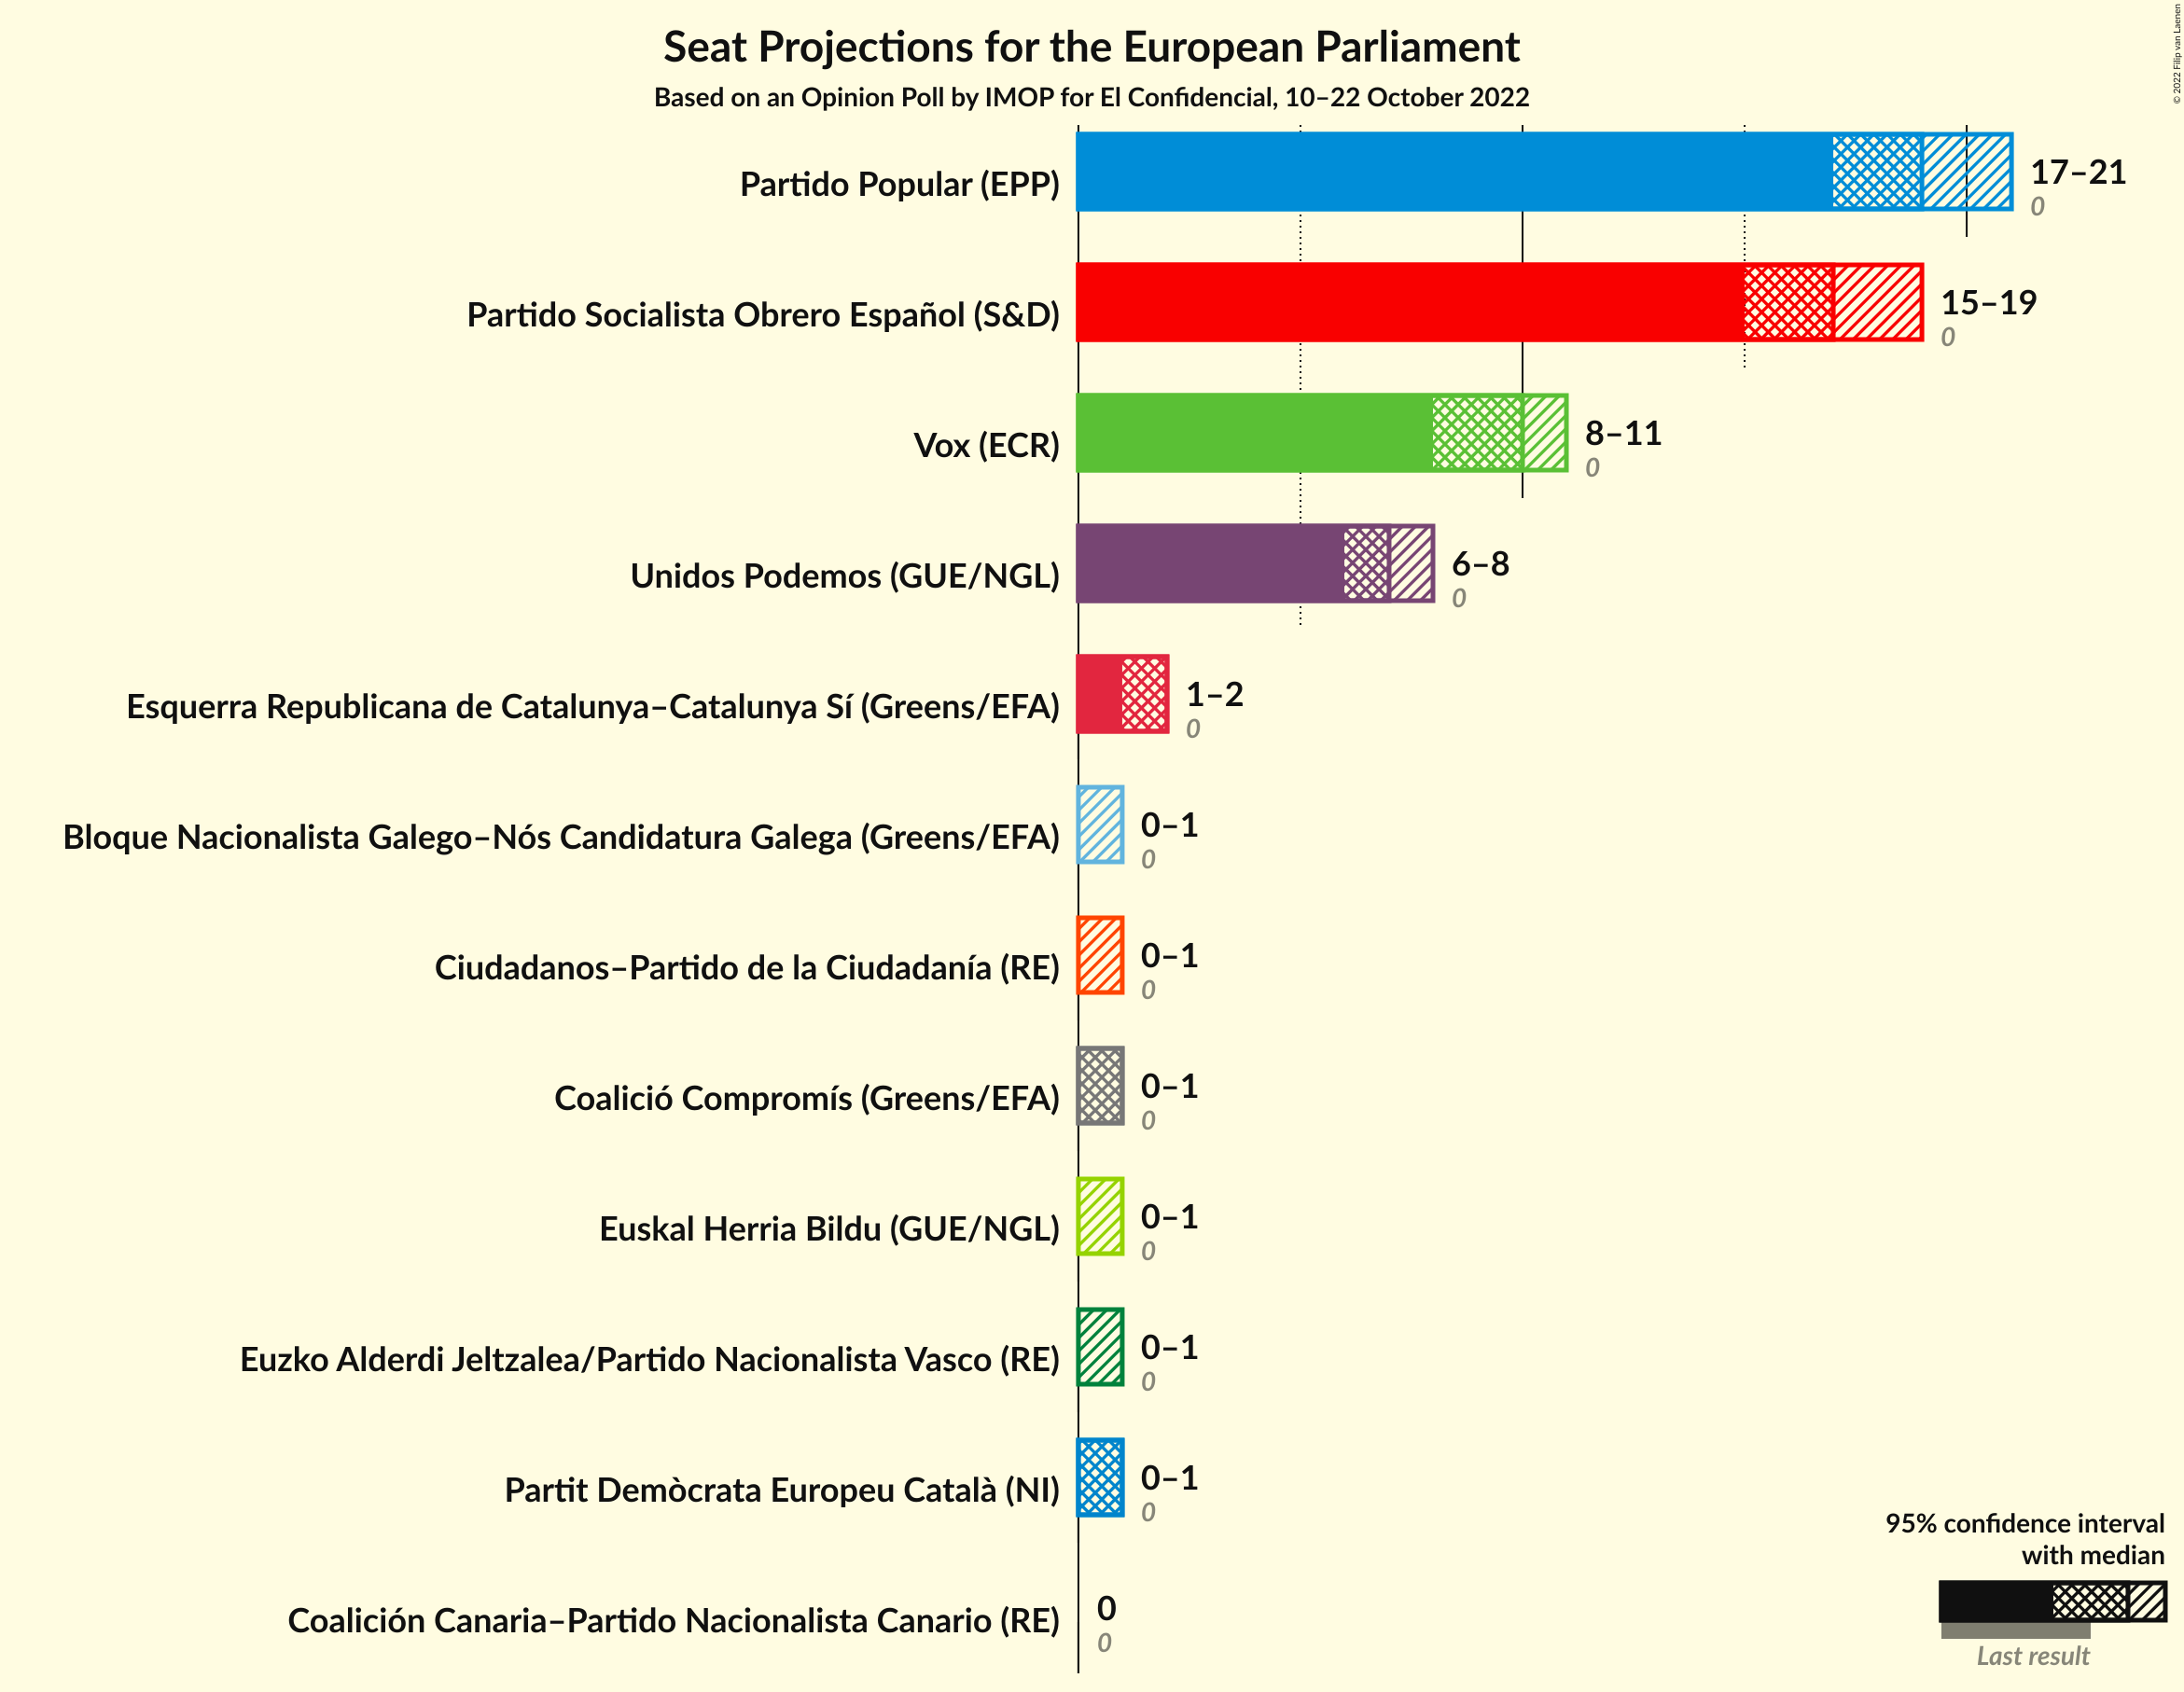 Seat Projections for the European Parliament
Based on an Opinion Poll by IMOP for El Confidencial, 10–22 October 2022
© 2022 Filip van Laenen
Partido Popular (EPP)
17–21
0
Partido Socialista Obrero Español (S&D)
15–19
0
Vox (ECR)
8–11
0
Unidos Podemos (GUE/NGL)
6–8
0
Esquerra Republicana de Catalunya–Catalunya Sí (Greens/EFA)
1–2
0
Bloque Nacionalista Galego–Nós Candidatura Galega (Greens/EFA)
0–1
0
Ciudadanos–Partido de la Ciudadanía (RE)
0–1
0
Coalició Compromís (Greens/EFA)
0–1
0
Euskal Herria Bildu (GUE/NGL)
0–1
0
Euzko Alderdi Jeltzalea/Partido Nacionalista Vasco (RE)
0–1
0
Partit Demòcrata Europeu Català (NI)
0–1
0
Coalición Canaria–Partido Nacionalista Canario (RE)
0
0
95% confidence interval
with median
Last result